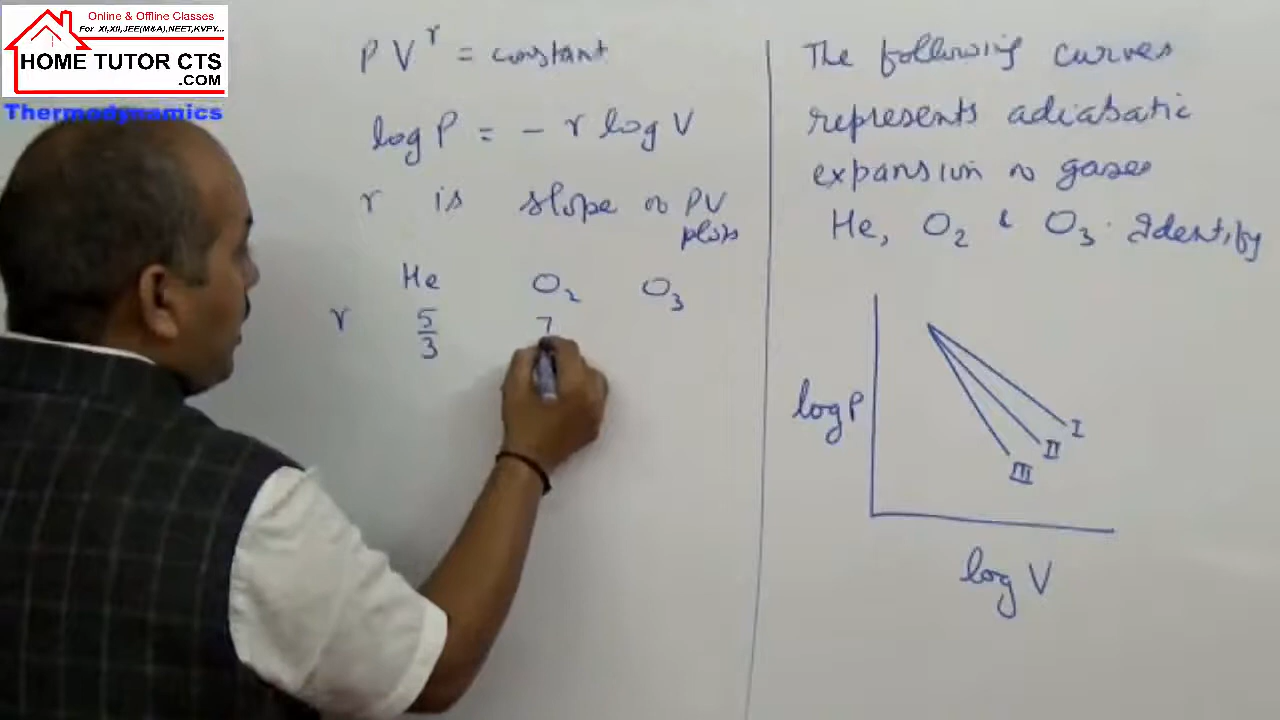 Online & Offline Classes
For XI,XII,JEE(M&A),NEET,KVPY...
HOME TUTOR CTS
.COM
Thermodynamics
PV^r = constant
log P = - r log V
r is slope on PV
plots
He O2 O3
r 5/3 7
The following curves
represents adiabatic
expansion of gases
He, O2 & O3. Identify
log P
I
II
III
log V